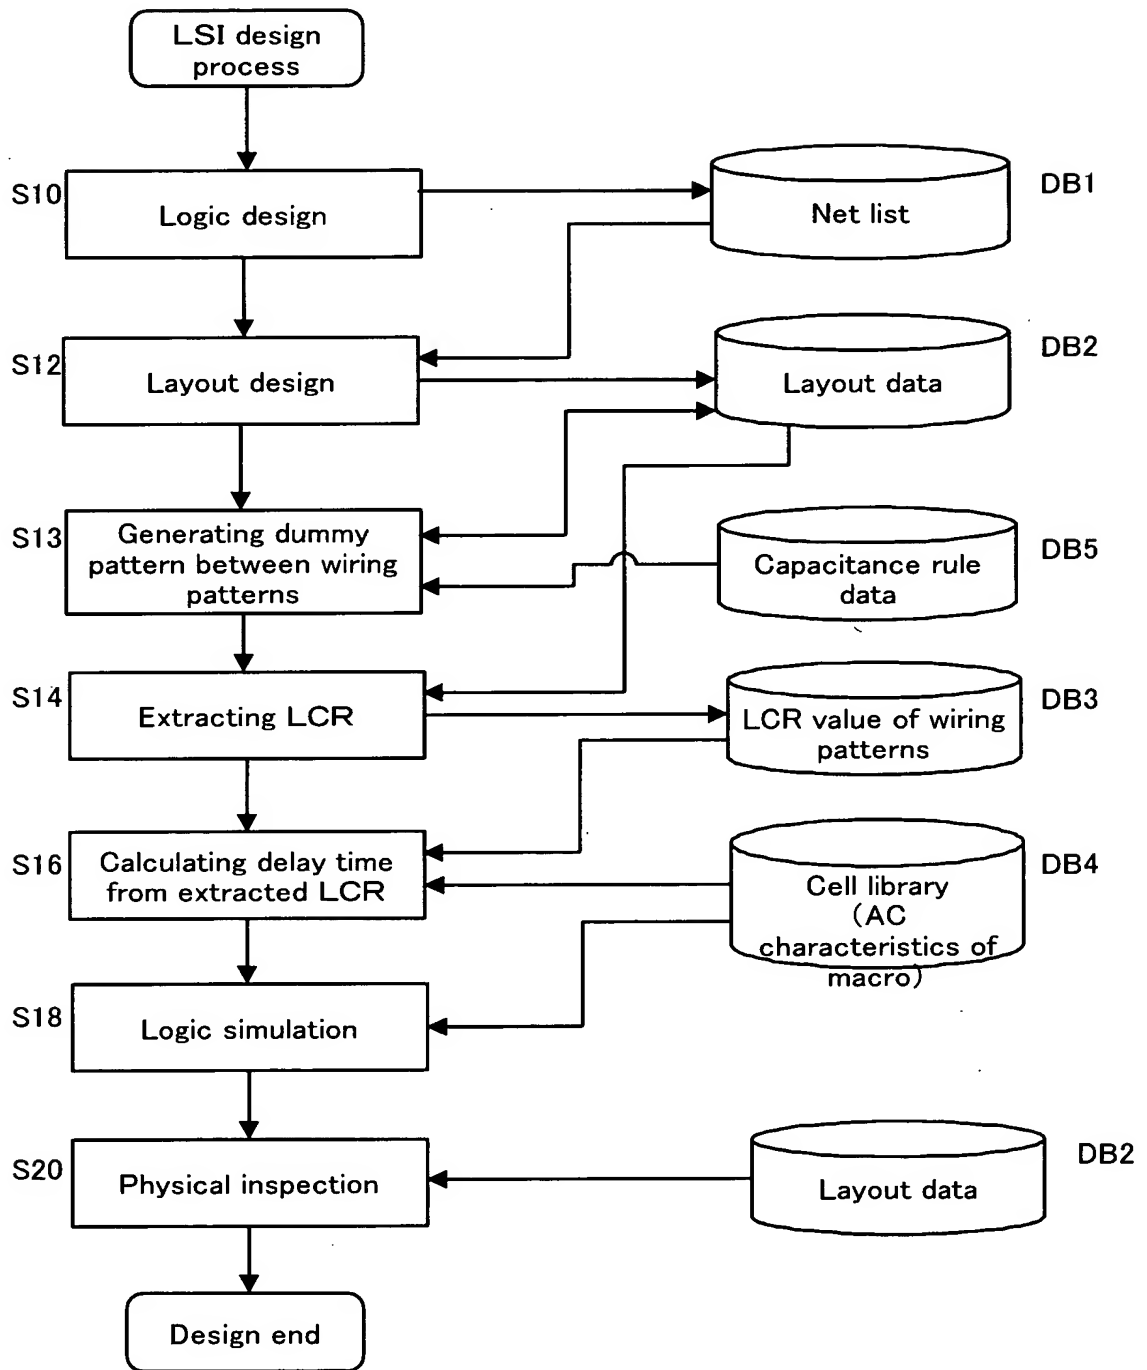 LSI design
process
S10
Logic design
Net list
DB1
S12
Layout design
Layout data
DB2
S13
Generating dummy
pattern between wiring
patterns
Capacitance rule
data
DB5
S14
Extracting LCR
LCR value of wiring
patterns
DB3
S16
Calculating delay time
from extracted LCR
Cell library
(AC
characteristics of
macro)
DB4
S18
Logic simulation
S20
Physical inspection
Layout data
DB2
Design end